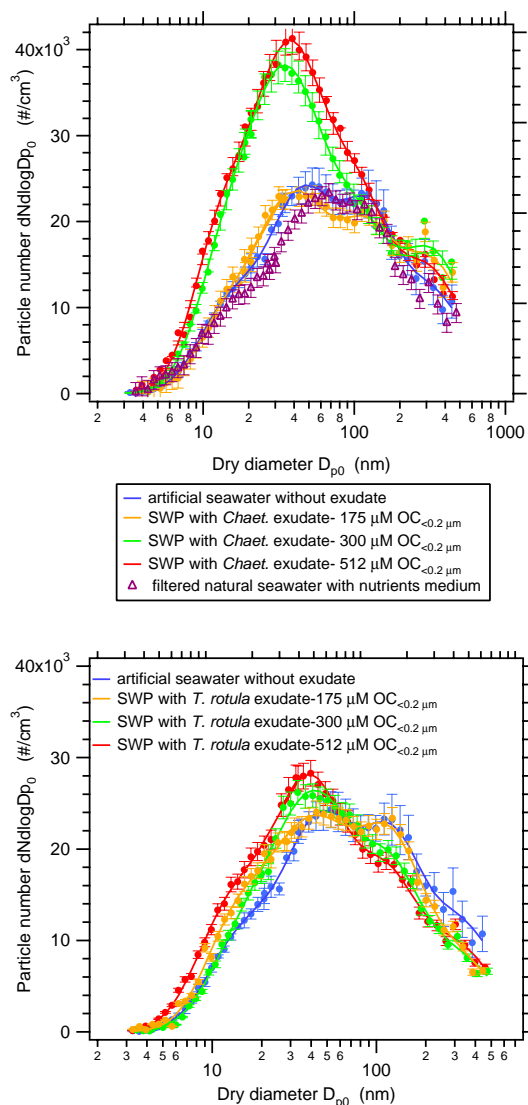 40x10³
30
20
10
0
Particle number dNdlogDp₀ (#/cm³)
2 3 4 5 6 8 10 2 4 6 8 100 2 4 6 8 1000
Dry diameter Dₚ₀ (nm)
artificial seawater without exudate
SWP with Chaet. exudate- 175 µM OC<0.2 µm
SWP with Chaet. exudate- 300 µM OC<0.2 µm
SWP with Chaet. exudate- 512 µM OC<0.2 µm
filtered natural seawater with nutrients medium
40x10³
artificial seawater without exudate
SWP with T. rotula exudate-175 µM OC<0.2 µm
SWP with T. rotula exudate-300 µM OC<0.2 µm
SWP with T. rotula exudate-512 µM OC<0.2 µm
30
20
10
0
Particle number dNdlogDp₀ (#/cm³)
2 3 4 5 6 10 2 3 4 5 6 100 2 3 4 5 6
Dry diameter Dₚ₀ (nm)